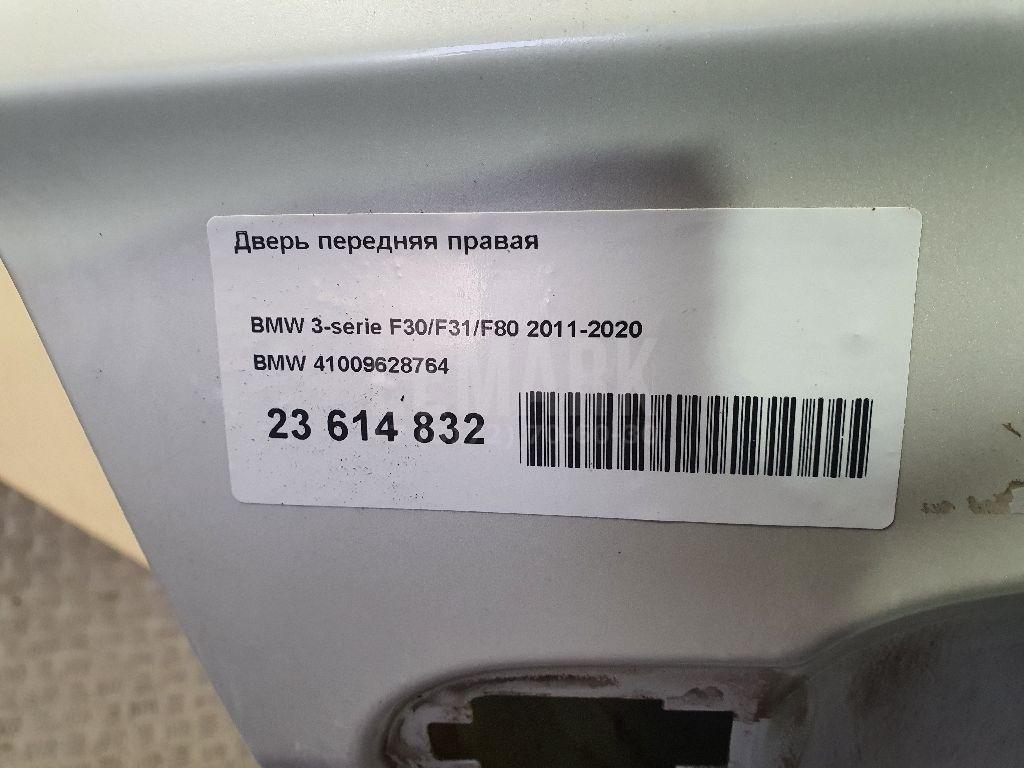 Дверь передняя правая
BMW 3-serie F30/F31/F80 2011-2020
BMW 41009628764
23 614 832